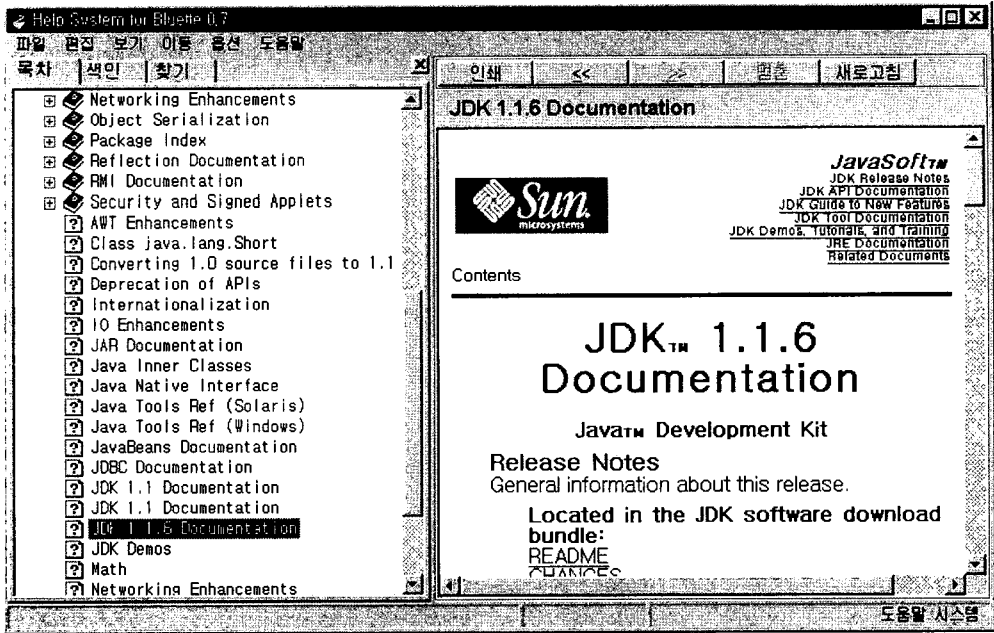 Help System for Bluette 0.7
파일 편집 보기 이동 옵션 도움말
목차 색인 찾기
Networking Enhancements
Object Serialization
Package Index
Reflection Documentation
RMI Documentation
Security and Signed Applets
AWT Enhancements
Class java.lang.Short
Converting 1.0 source files to 1.1
Deprecation of APIs
Internationalization
IO Enhancements
JAR Documentation
Java Inner Classes
Java Native Interface
Java Tools Ref (Solaris)
Java Tools Ref (Windows)
JavaBeans Documentation
JDBC Documentation
JDK 1.1 Documentation
JDK 1.1 Documentation
JDK 1.1.6 Documentation
JDK Demos
Math
Networking Enhancements
인쇄 << >> 멈춤 새로고침
JDK 1.1.6 Documentation
Sun
microsystems
JavaSoft™
JDK Release Notes
JDK API Documentation
JDK Guide to New Features
JDK Tool Documentation
JDK Demos, Tutorials, and Training
JRE Documentation
Related Documents
Contents
JDK™ 1.1.6
Documentation
Java™ Development Kit
Release Notes
General information about this release.
Located in the JDK software download
bundle:
README
CHANGES
도움말 시스템